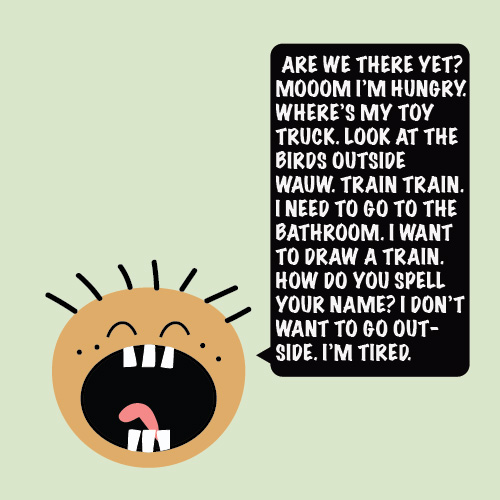 ARE WE THERE YET?
MOOOM I'M HUNGRY.
WHERE'S MY TOY
TRUCK. LOOK AT THE
BIRDS OUTSIDE
WAUW. TRAIN TRAIN.
I NEED TO GO TO THE
BATHROOM. I WANT
TO DRAW A TRAIN.
HOW DO YOU SPELL
YOUR NAME? I DON'T
WANT TO GO OUT-
SIDE. I'M TIRED.